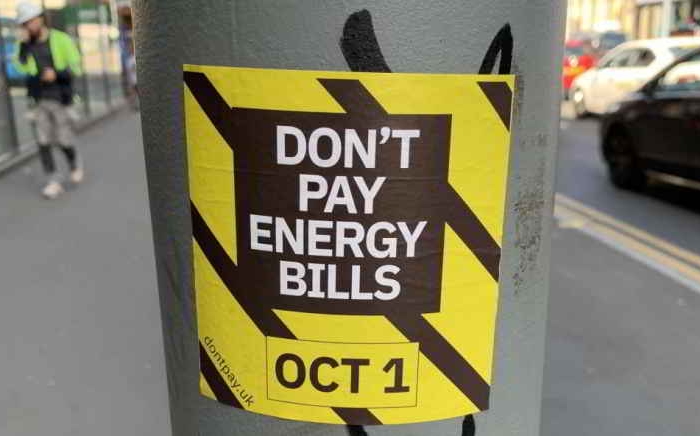 DON'T
PAY
ENERGY
BILLS
OCT 1
dontpay.uk